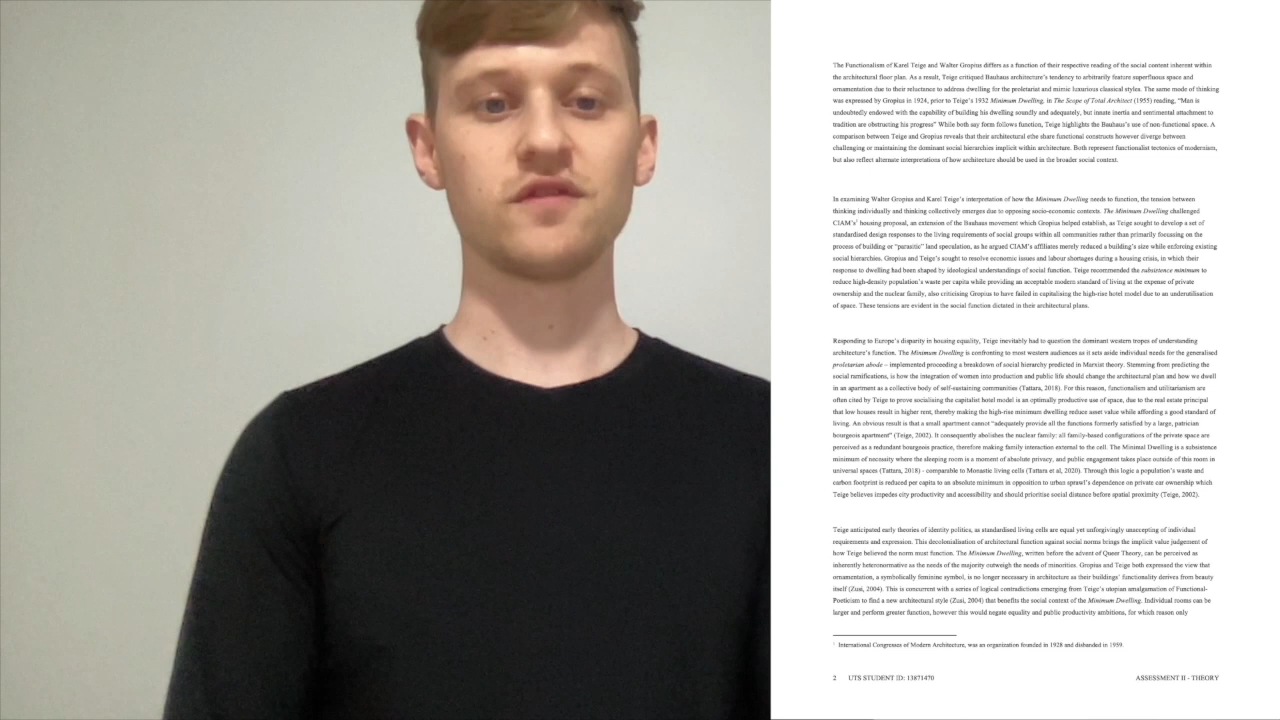 The Functionalism of Karel Teige and Walter Gropius differs as a function of their respective reading of the social content inherent within
the architectural floor plan. As a result, Teige critiqued Bauhaus architecture's tendency to arbitrarily feature superfluous space and
ornamentation due to their reluctance to address dwelling for the proletariat and mimic luxurious classical styles. The same mode of thinking
was expressed by Gropius in 1924, prior to Teige's 1932 Minimum Dwelling, in The Scope of Total Architect (1955) reading, "Man is
undoubtedly endowed with the capability of building his dwelling soundly and adequately, but innate inertia and sentimental attachment to
tradition are obstructing his progress" While both say form follows function, Teige highlights the Bauhaus's use of non-functional space. A
comparison between Teige and Gropius reveals that their architectural ethe share functional constructs however diverge between
challenging or maintaining the dominant social hierarchies implicit within architecture. Both represent functionalist tectonics of modernism,
but also reflect alternate interpretations of how architecture should be used in the broader social context.
In examining Walter Gropius and Karel Teige's interpretation of how the Minimum Dwelling needs to function, the tension between
thinking individually and thinking collectively emerges due to opposing socio-economic contexts. The Minimum Dwelling challenged
CIAM's¹ housing proposal, an extension of the Bauhaus movement which Gropius helped establish, as Teige sought to develop a set of
standardised design responses to the living requirements of social groups within all communities rather than primarily focussing on the
process of building or "parasitic" land speculation, as he argued CIAM's affiliates merely reduced a building's size while enforcing existing
social hierarchies. Gropius and Teige's sought to resolve economic issues and labour shortages during a housing crisis, in which their
response to dwelling had been shaped by ideological understandings of social function. Teige recommended the subsistence minimum to
reduce high-density population's waste per capita while providing an acceptable modern standard of living at the expense of private
ownership and the nuclear family, also criticising Gropius to have failed in capitalising the high-rise hotel model due to an underutilisation
of space. These tensions are evident in the social function dictated in their architectural plans.
Responding to Europe's disparity in housing equality, Teige inevitably had to question the dominant western tropes of understanding
architecture's function. The Minimum Dwelling is confronting to most western audiences as it sets aside individual needs for the generalised
proletarian abode – implemented proceeding a breakdown of social hierarchy predicted in Marxist theory. Stemming from predicting the
social ramifications, is how the integration of women into production and public life should change the architectural plan and how we dwell
in an apartment as a collective body of self-sustaining communities (Tattara, 2018). For this reason, functionalism and utilitarianism are
often cited by Teige to prove socialising the capitalist hotel model is an optimally productive use of space, due to the real estate principal
that low houses result in higher rent, thereby making the high-rise minimum dwelling reduce asset value while affording a good standard of
living. An obvious result is that a small apartment cannot "adequately provide all the functions formerly satisfied by a large, patrician
bourgeois apartment" (Teige, 2002). It consequently abolishes the nuclear family: all family-based configurations of the private space are
perceived as a redundant bourgeois practice, therefore making family interaction external to the cell. The Minimal Dwelling is a subsistence
minimum of necessity where the sleeping room is a moment of absolute privacy, and public engagement takes place outside of this room in
universal spaces (Tattara, 2018) - comparable to Monastic living cells (Tattara et al, 2020). Through this logic a population's waste and
carbon footprint is reduced per capita to an absolute minimum in opposition to urban sprawl's dependence on private car ownership which
Teige believes impedes city productivity and accessibility and should prioritise social distance before spatial proximity (Teige, 2002).
Teige anticipated early theories of identity politics, as standardised living cells are equal yet unforgivingly unaccepting of individual
requirements and expression. This decolonialisation of architectural function against social norms brings the implicit value judgement of
how Teige believed the norm must function. The Minimum Dwelling, written before the advent of Queer Theory, can be perceived as
inherently heteronormative as the needs of the majority outweigh the needs of minorities. Gropius and Teige both expressed the view that
ornamentation, a symbolically feminine symbol, is no longer necessary in architecture as their buildings' functionality derives from beauty
itself (Zusi, 2004). This is concurrent with a series of logical contradictions emerging from Teige's utopian amalgamation of Functional-
Poeticism to find a new architectural style (Zusi, 2004) that benefits the social context of the Minimum Dwelling. Individual rooms can be
larger and perform greater function, however this would negate equality and public productivity ambitions, for which reason only
¹ International Congresses of Modern Architecture, was an organization founded in 1928 and disbanded in 1959.
2 UTS STUDENT ID: 13871470 ASSESSMENT II - THEORY